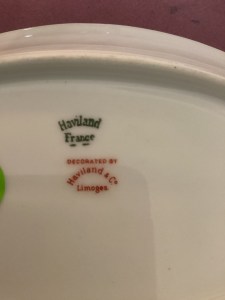 Haviland
France
DECORATED BY
Haviland & Co
Limoges